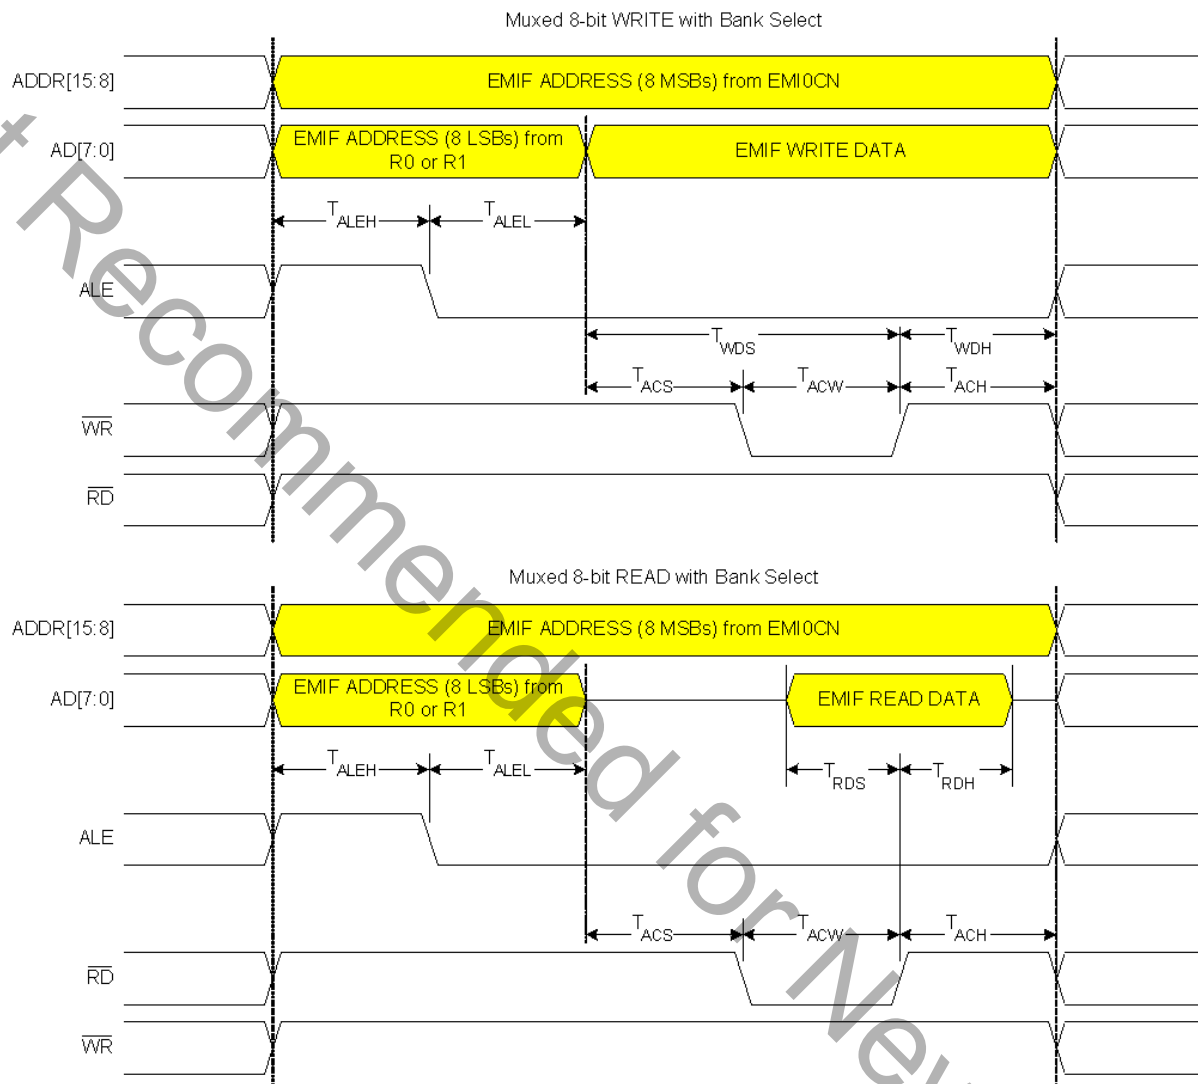 Muxed 8-bit WRITE with Bank Select
ADDR[15:8]
EMIF ADDRESS (8 MSBs) from EMI0CN
AD[7:0]
EMIF ADDRESS (8 LSBs) from
R0 or R1
EMIF WRITE DATA
TALEH
TALEL
ALE
TWDS
TWDH
TACS
TACW
TACH
WR
RD
Muxed 8-bit READ with Bank Select
ADDR[15:8]
EMIF ADDRESS (8 MSBs) from EMI0CN
AD[7:0]
EMIF ADDRESS (8 LSBs) from
R0 or R1
EMIF READ DATA
TALEH
TALEL
TRDS
TRDH
ALE
TACS
TACW
TACH
RD
WR
Recommended for New